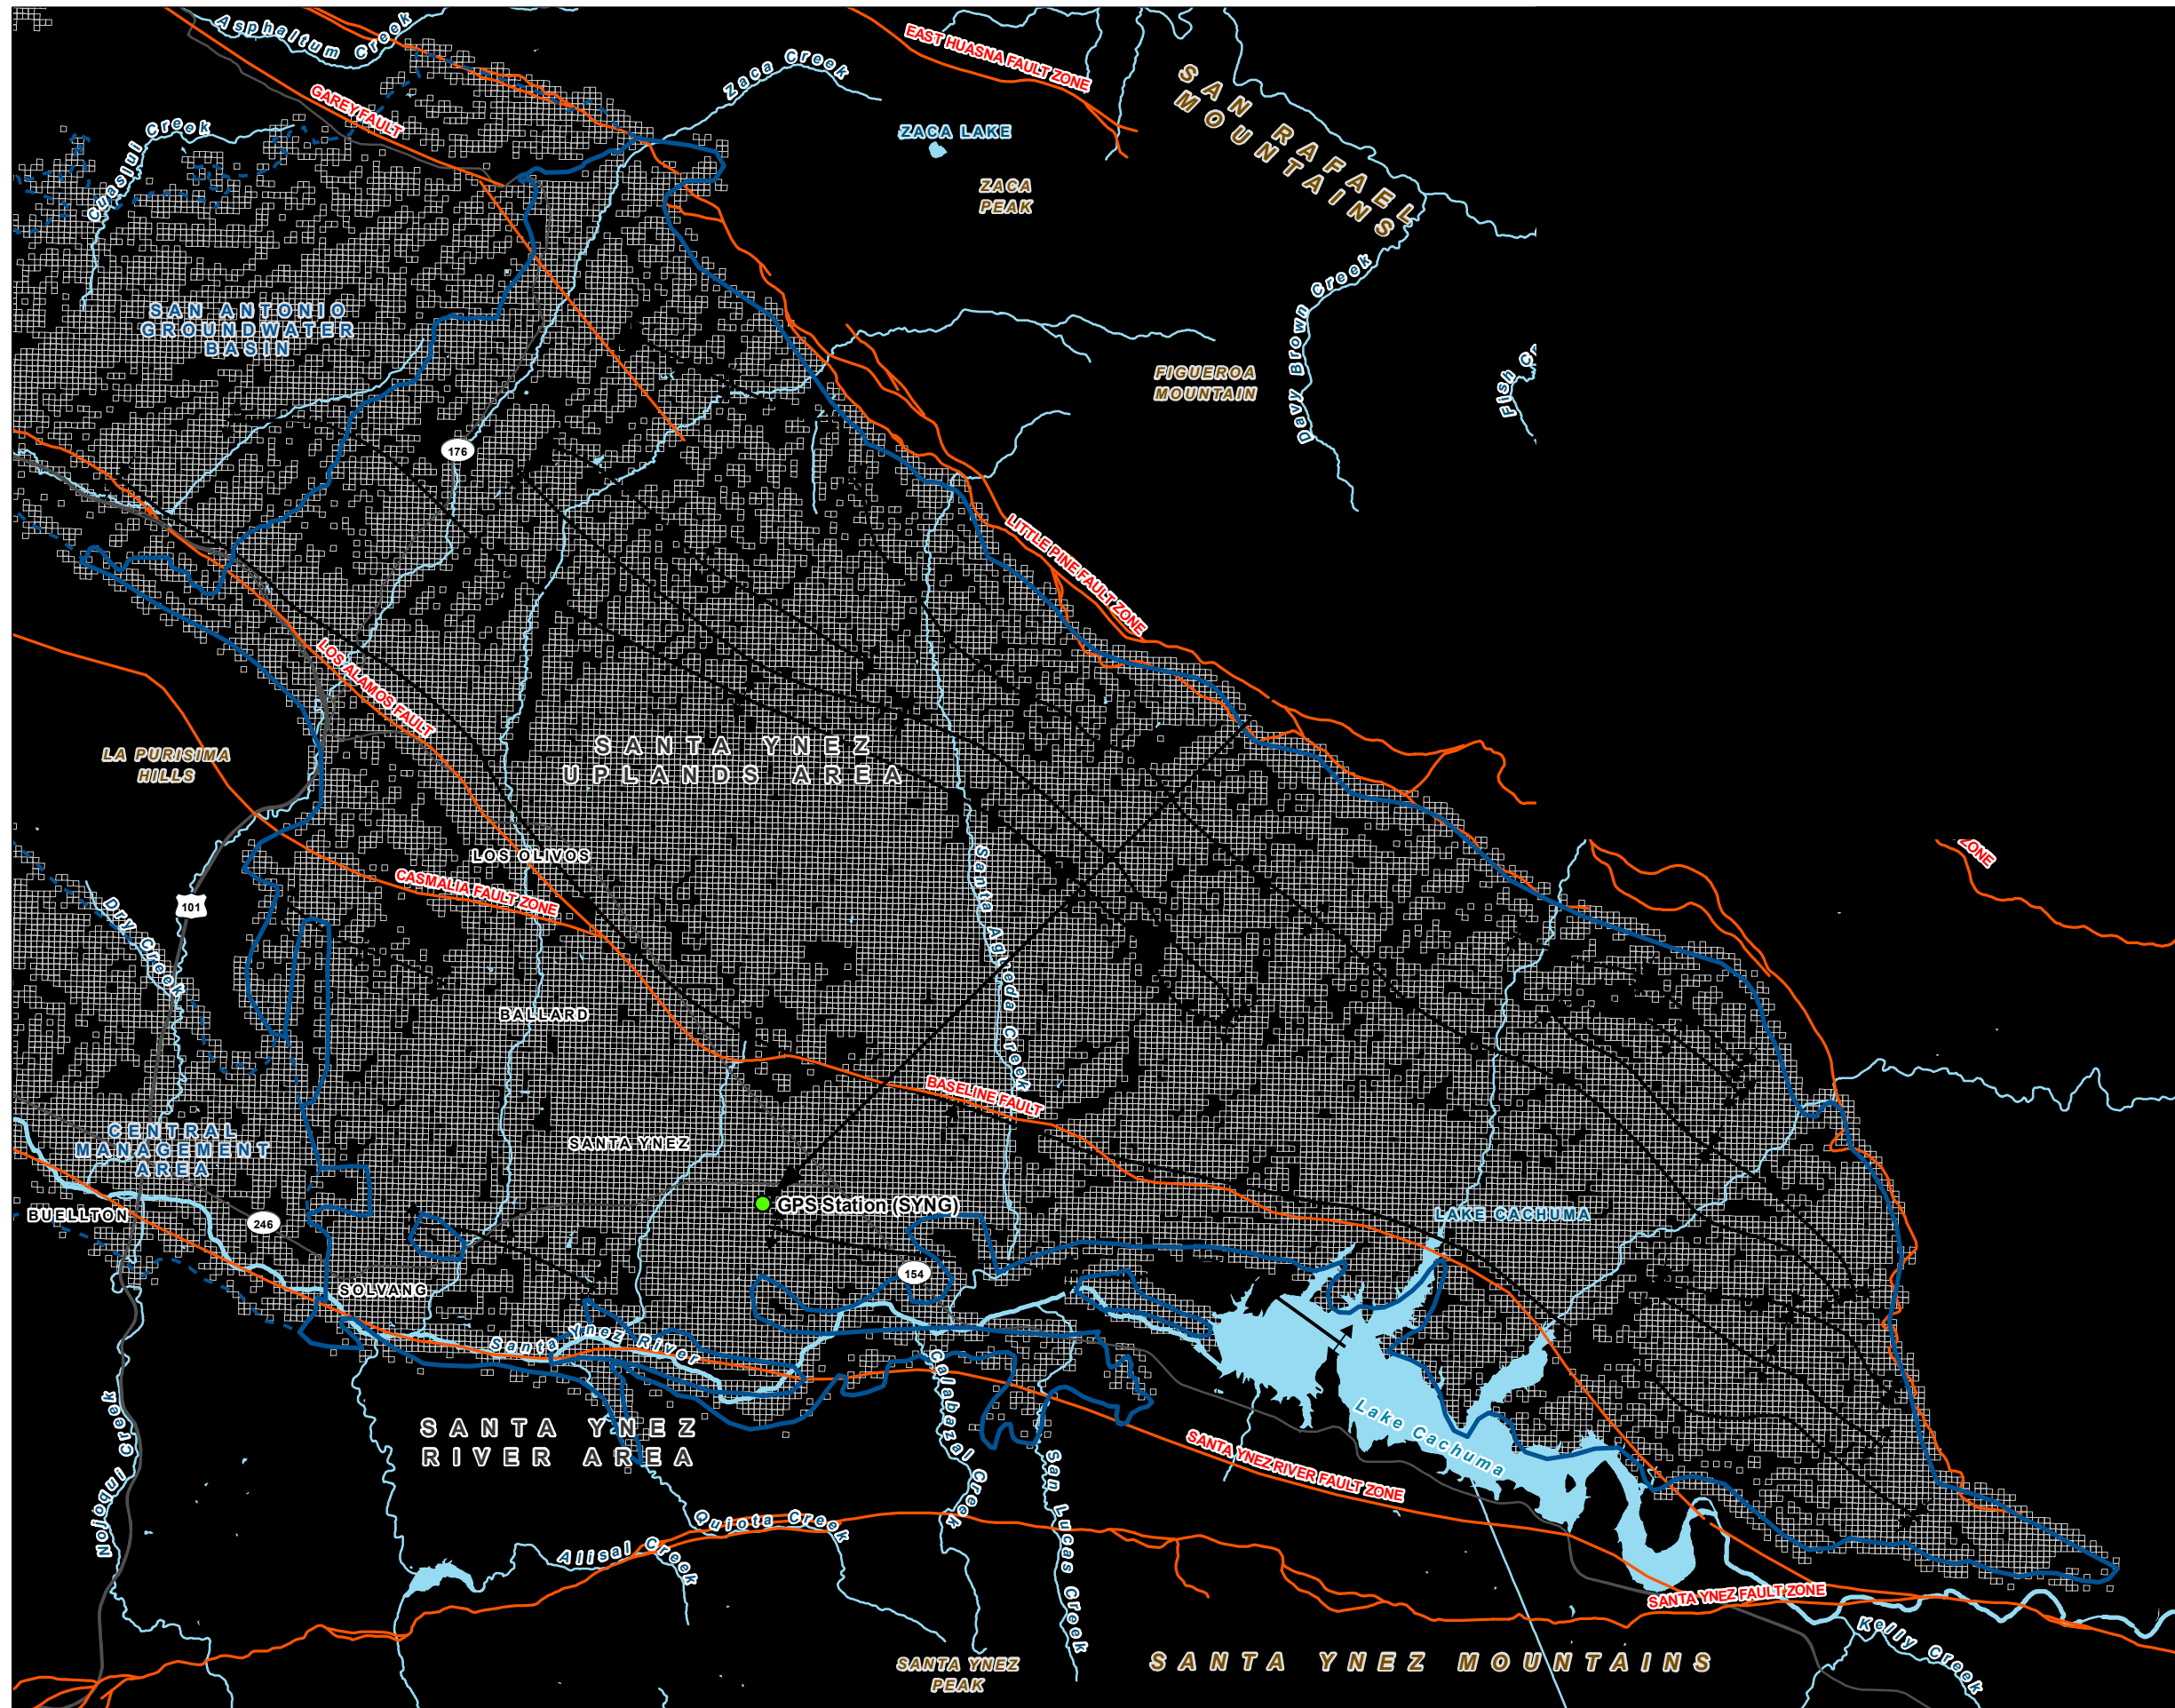 Asphaltum Creek
EAST HUASNA FAULT ZONE
Zaca Creek
GAREY FAULT
SAN RAFAEL
MOUNTAINS
Cuaslui Creek
ZACA LAKE
ZACA
PEAK
SAN ANTONIO
GROUNDWATER
BASIN
Davy Brown Creek
FIGUEROA
MOUNTAIN
Fish
176
LITTLE PINE FAULT ZONE
LOS ALAMOS FAULT
LA PURISIMA
HILLS
SANTA YNEZ
UPLANDS AREA
LOS OLIVOS
ZONE
CASMALIA FAULT ZONE
101
Dry Creek
Santa Agueda Creek
BALLARD
BASELINE FAULT
CENTRAL
MANAGEMENT
AREA
SANTA YNEZ
GPS Station (SYNG)
BUELLTON
246
LAKE CACHUMA
154
SOLVANG
Santa Ynez River
Calabazal Creek
Lake Cachuma
SANTA YNEZ
RIVER AREA
SANTA YNEZ RIVER FAULT ZONE
Nojoqui Creek
San Lucas Creek
Quiota Creek
Alisal Creek
SANTA YNEZ FAULT ZONE
Kelly Creek
SANTA YNEZ
PEAK
SANTA YNEZ MOUNTAINS